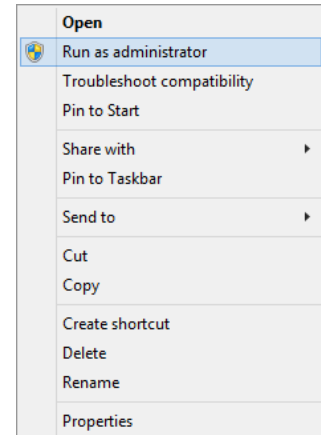 Open
Run as administrator
Troubleshoot compatibility
Pin to Start
Share with
Pin to Taskbar
Send to
Cut
Copy
Create shortcut
Delete
Rename
Properties